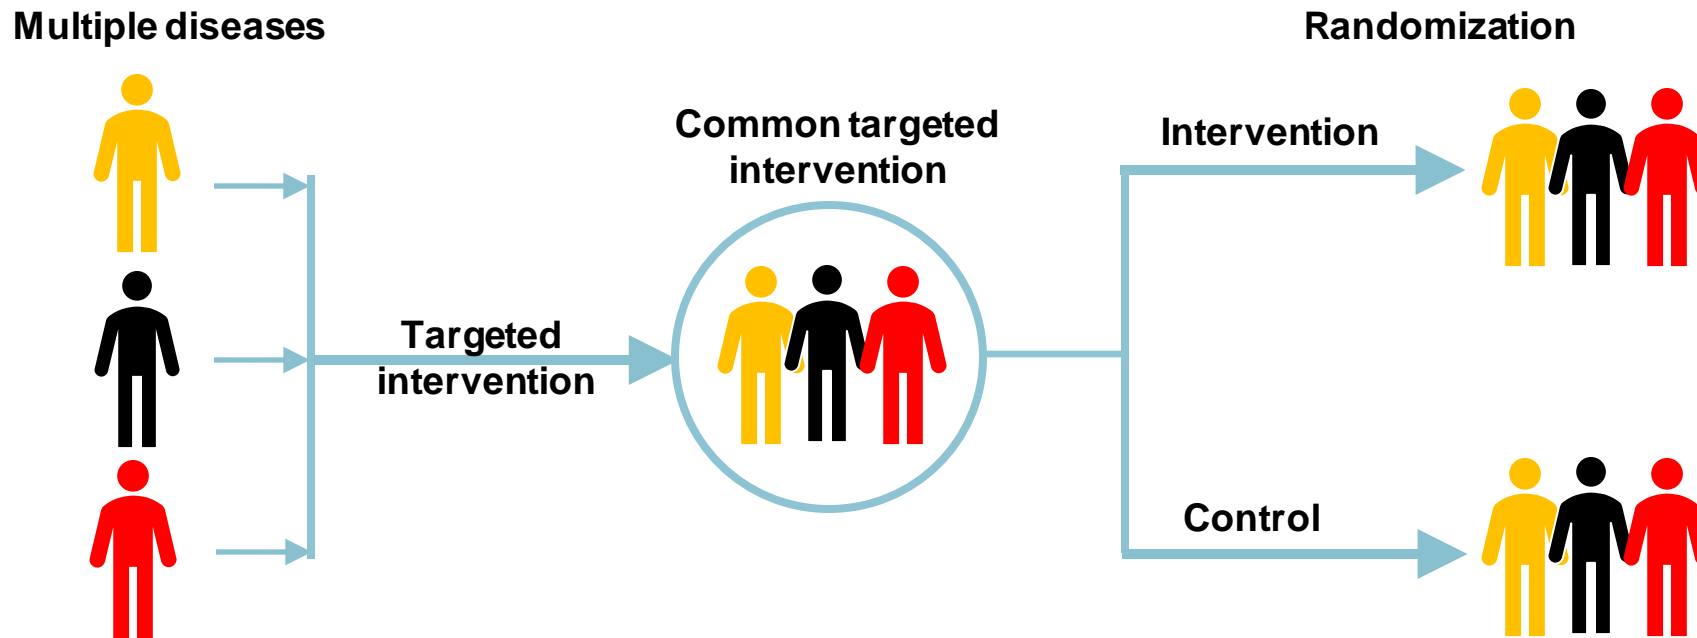 Multiple diseases
Randomization
Common targeted
intervention
Intervention
Targeted
intervention
Control